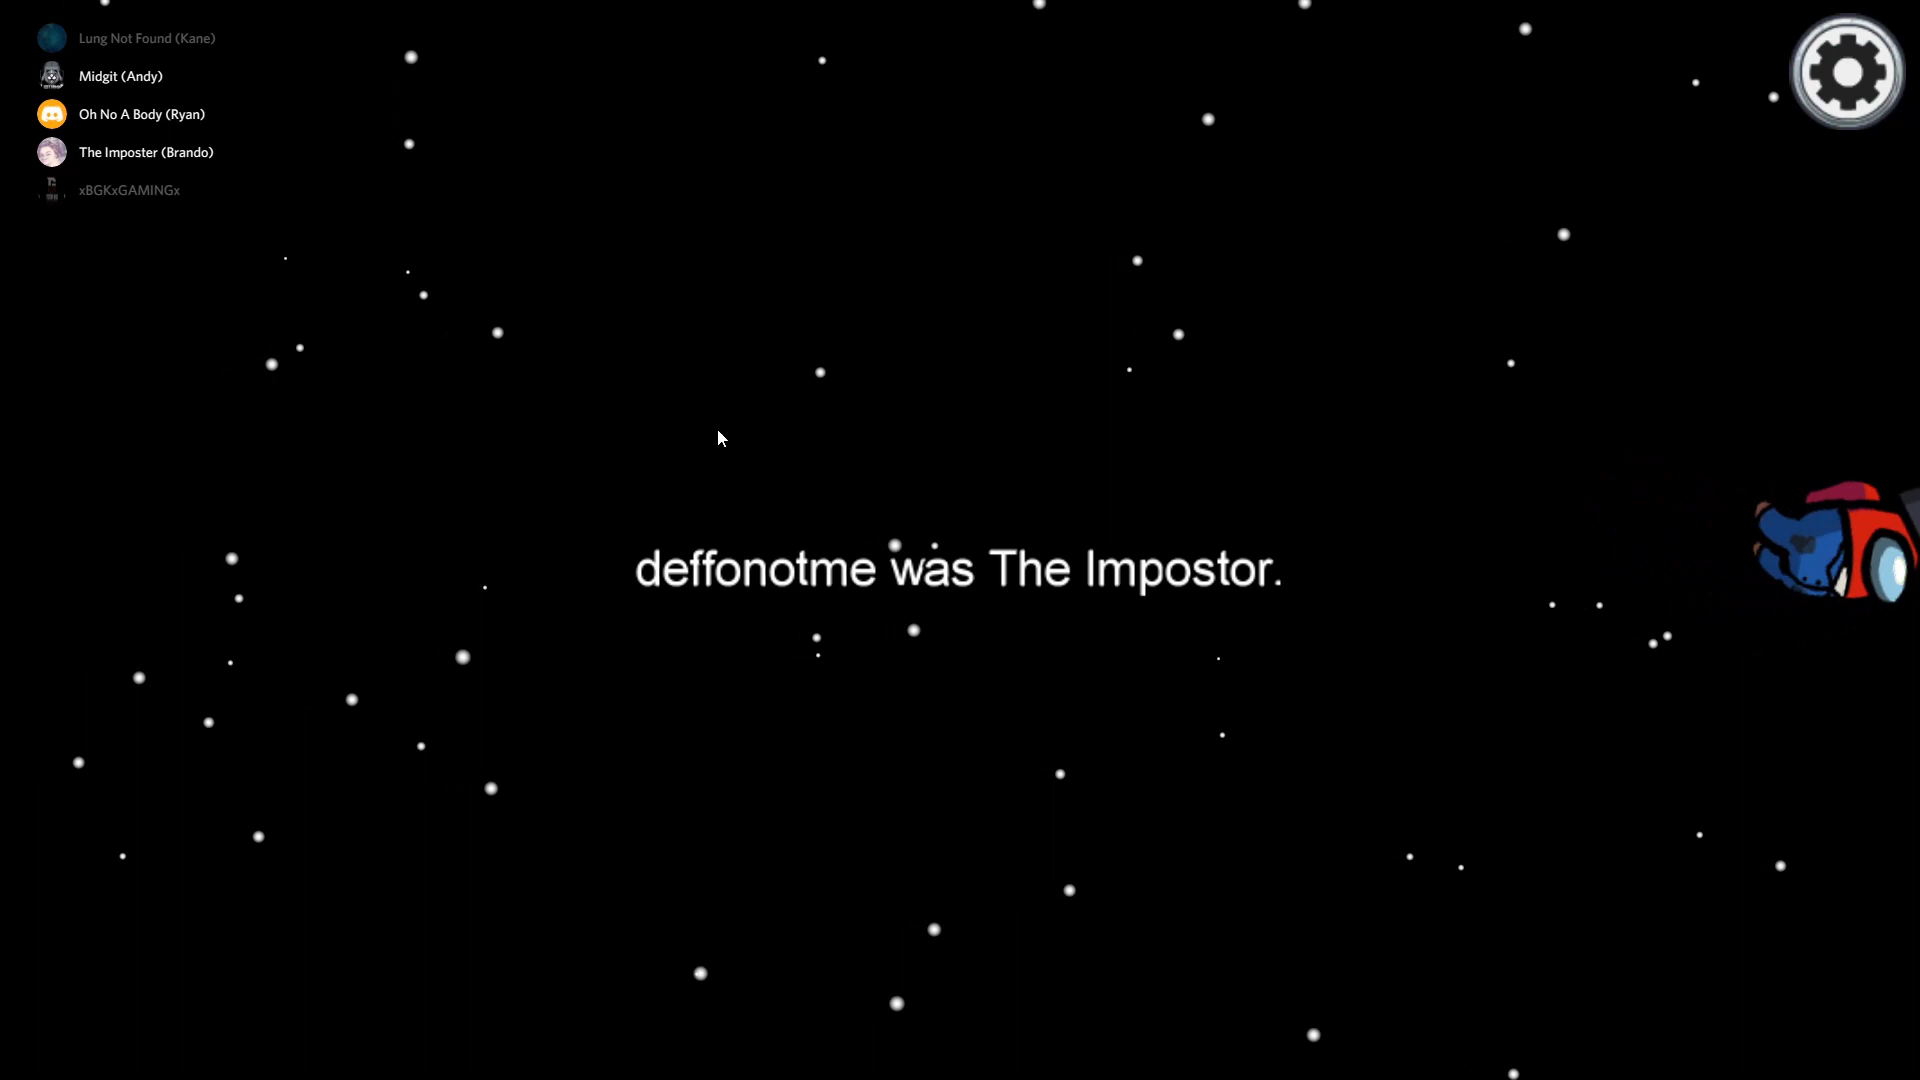 Lung Not Found (Kane)
Midgit (Andy)
Oh No A Body (Ryan)
The Imposter (Brando)
xBGKxGAMINGx
deffonotme was The Impostor.